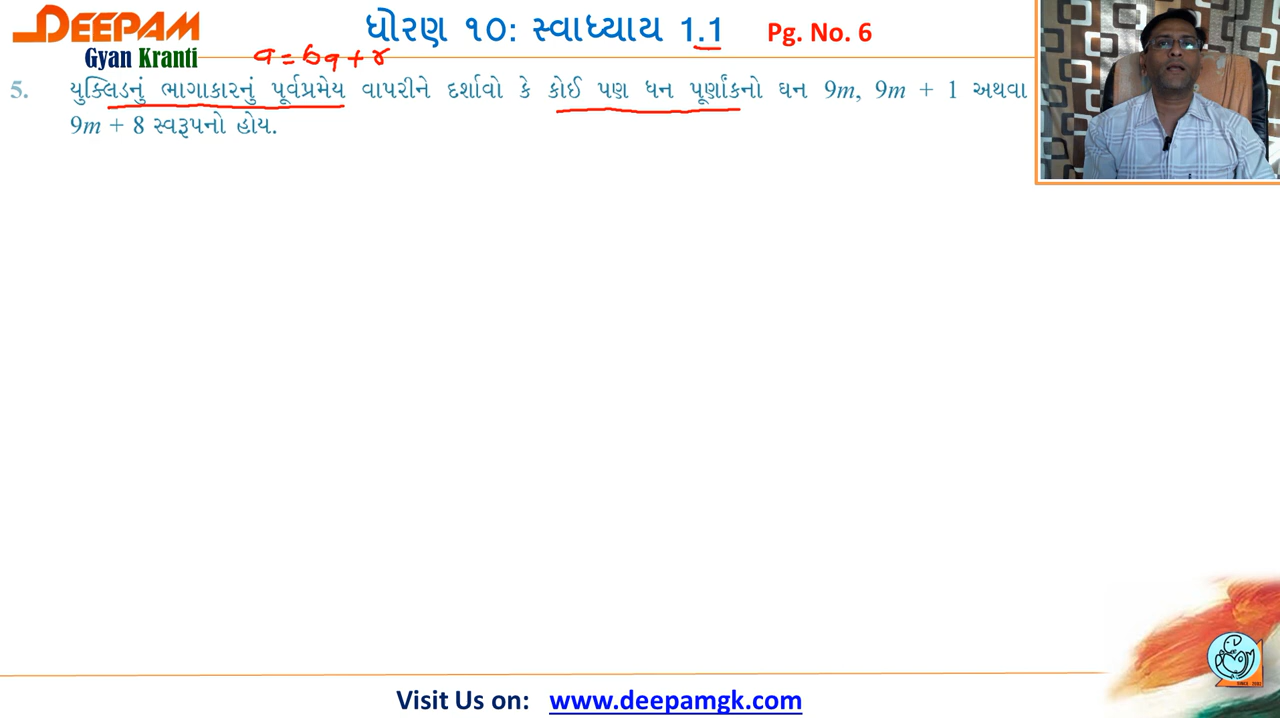 DEEPAM
Gyan Kranti
ધોરણ ૧૦: સ્વાધ્યાય 1.1 Pg. No. 6
a = bq + r
5. યુક્લિડનું ભાગાકારનું પૂર્વપ્રમેય વાપરીને દર્શાવો કે કોઈ પણ ધન પૂર્ણાંકનો ઘન 9m, 9m + 1 અથવા
9m + 8 સ્વરૂપનો હોય.
Visit Us on: www.deepamgk.com